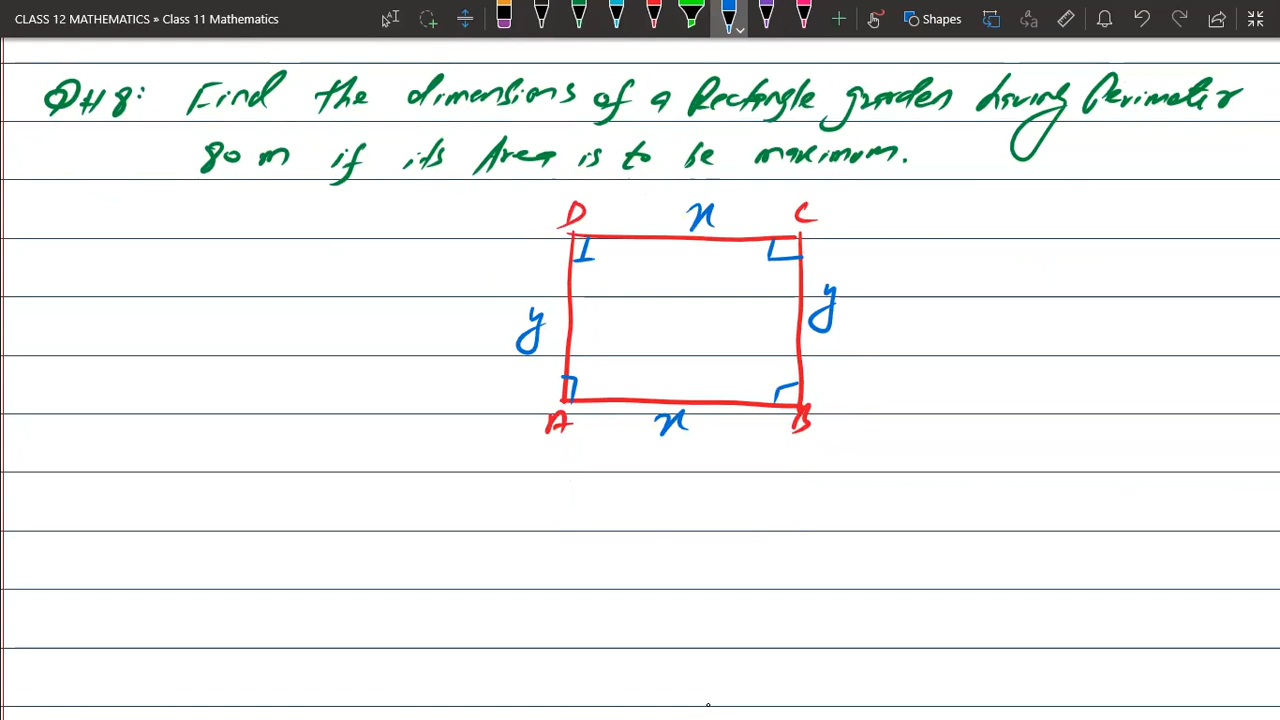 CLASS 12 MATHEMATICS » Class 11 Mathematics
Shapes
Q#8: Find the dimensions of a Rectangle garden having Perimeter
80 m if its Area is to be maximum.
D x C
y y
A x B